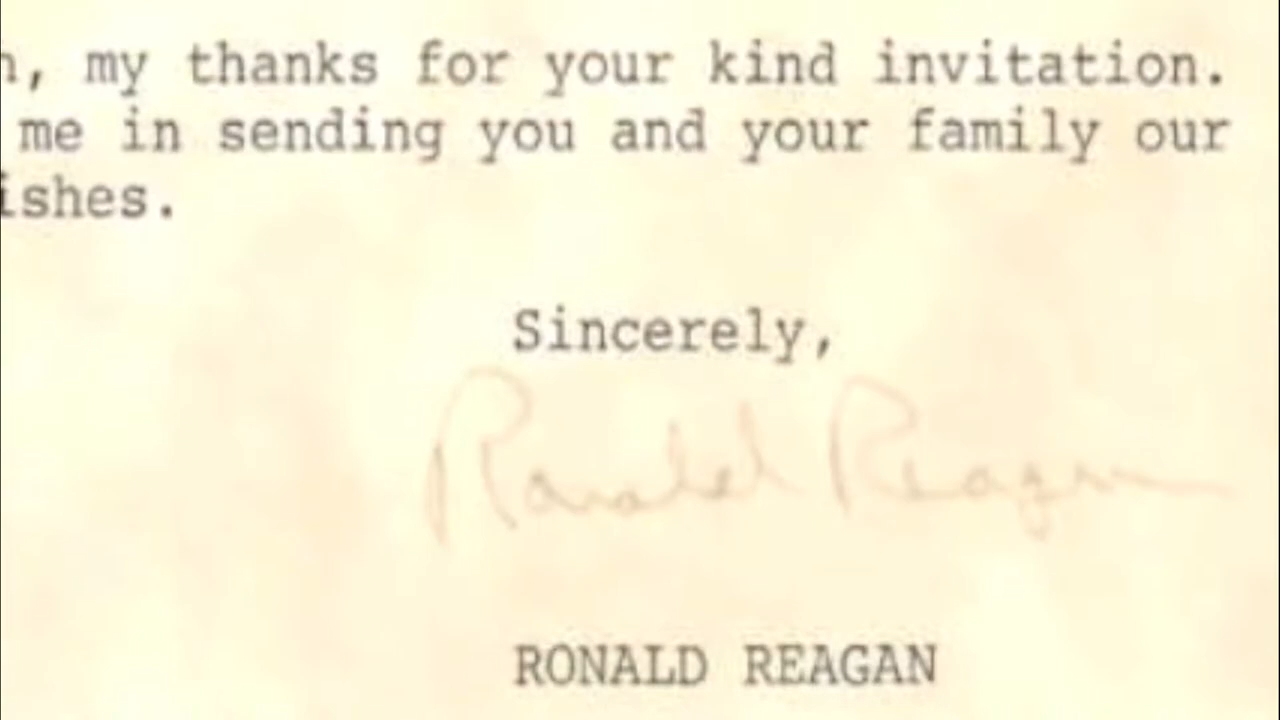 , my thanks for your kind invitation.
me in sending you and your family our
ishes.
Sincerely,
Ronald Reagan
RONALD REAGAN